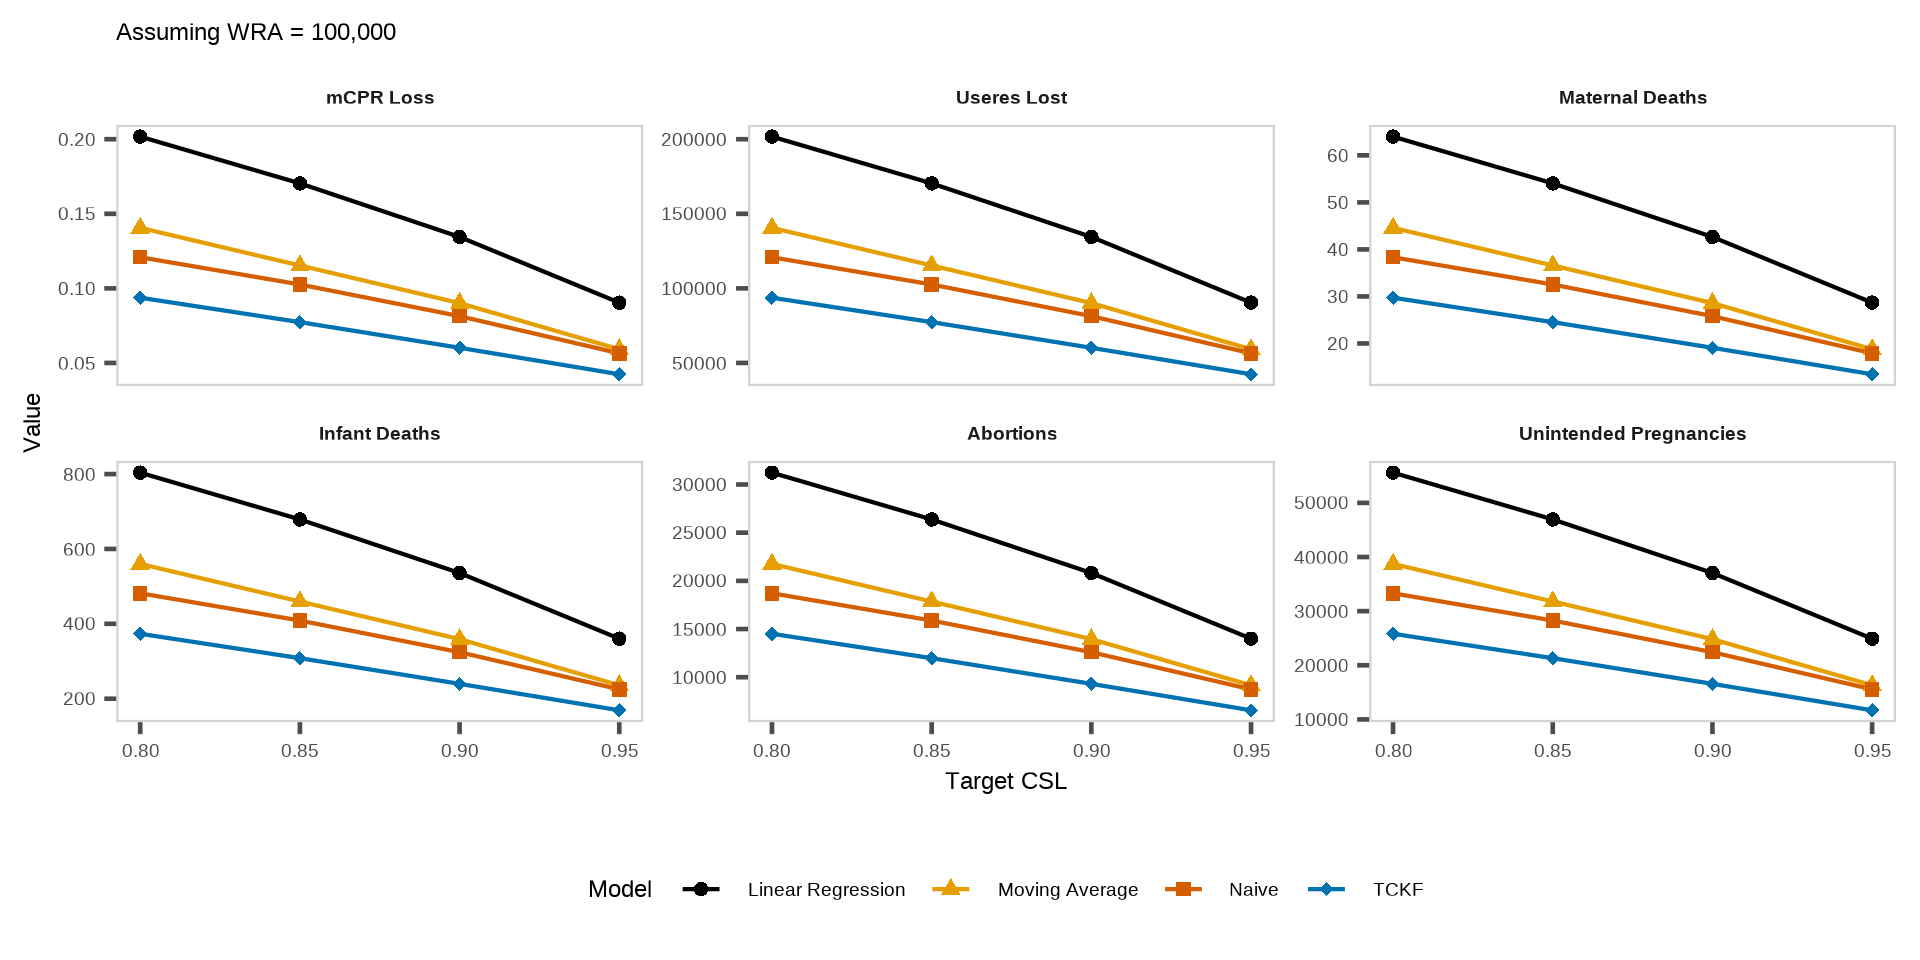 Assuming WRA = 100,000
mCPR Loss
Useres Lost
Maternal Deaths
0.20
0.15
0.10
0.05
200000
150000
100000
50000
60
50
40
30
20
Value
Infant Deaths
Abortions
Unintended Pregnancies
800
600
400
200
30000
25000
20000
15000
10000
50000
40000
30000
20000
10000
0.80 0.85 0.90 0.95
0.80 0.85 0.90 0.95
0.80 0.85 0.90 0.95
Target CSL
Model Linear Regression Moving Average Naive TCKF